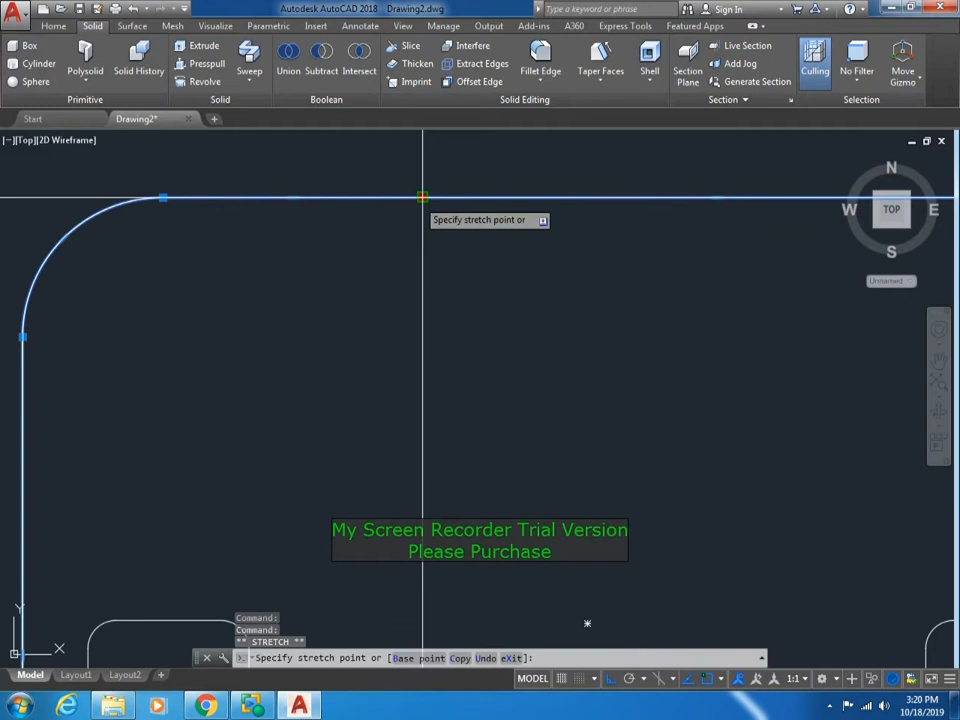 Autodesk AutoCAD 2018 Drawing2.dwg
Type a keyword or phrase
Sign In
Home Solid Surface Mesh Visualize Parametric Insert Annotate View Manage Output Add-ins A360 Express Tools Featured Apps
Box
Cylinder
Sphere
Polysolid
Solid History
Extrude
Presspull
Revolve
Sweep
Union
Subtract
Intersect
Slice
Thicken
Imprint
Interfere
Extract Edges
Offset Edge
Fillet Edge
Taper Faces
Shell
Section
Plane
Live Section
Add Jog
Generate Section
Culling
No Filter
Move
Gizmo
Primitive Solid Boolean Solid Editing Section Selection
Start Drawing2*
[−][Top][2D Wireframe]
N
W TOP E
S
Unnamed
Specify stretch point or
My Screen Recorder Trial Version
Please Purchase
Y
X
Command:
Command:
** STRETCH **
Specify stretch point or [Base point Copy Undo eXit]:
Model Layout1 Layout2
MODEL 1:1
3:20 PM
10/18/2019